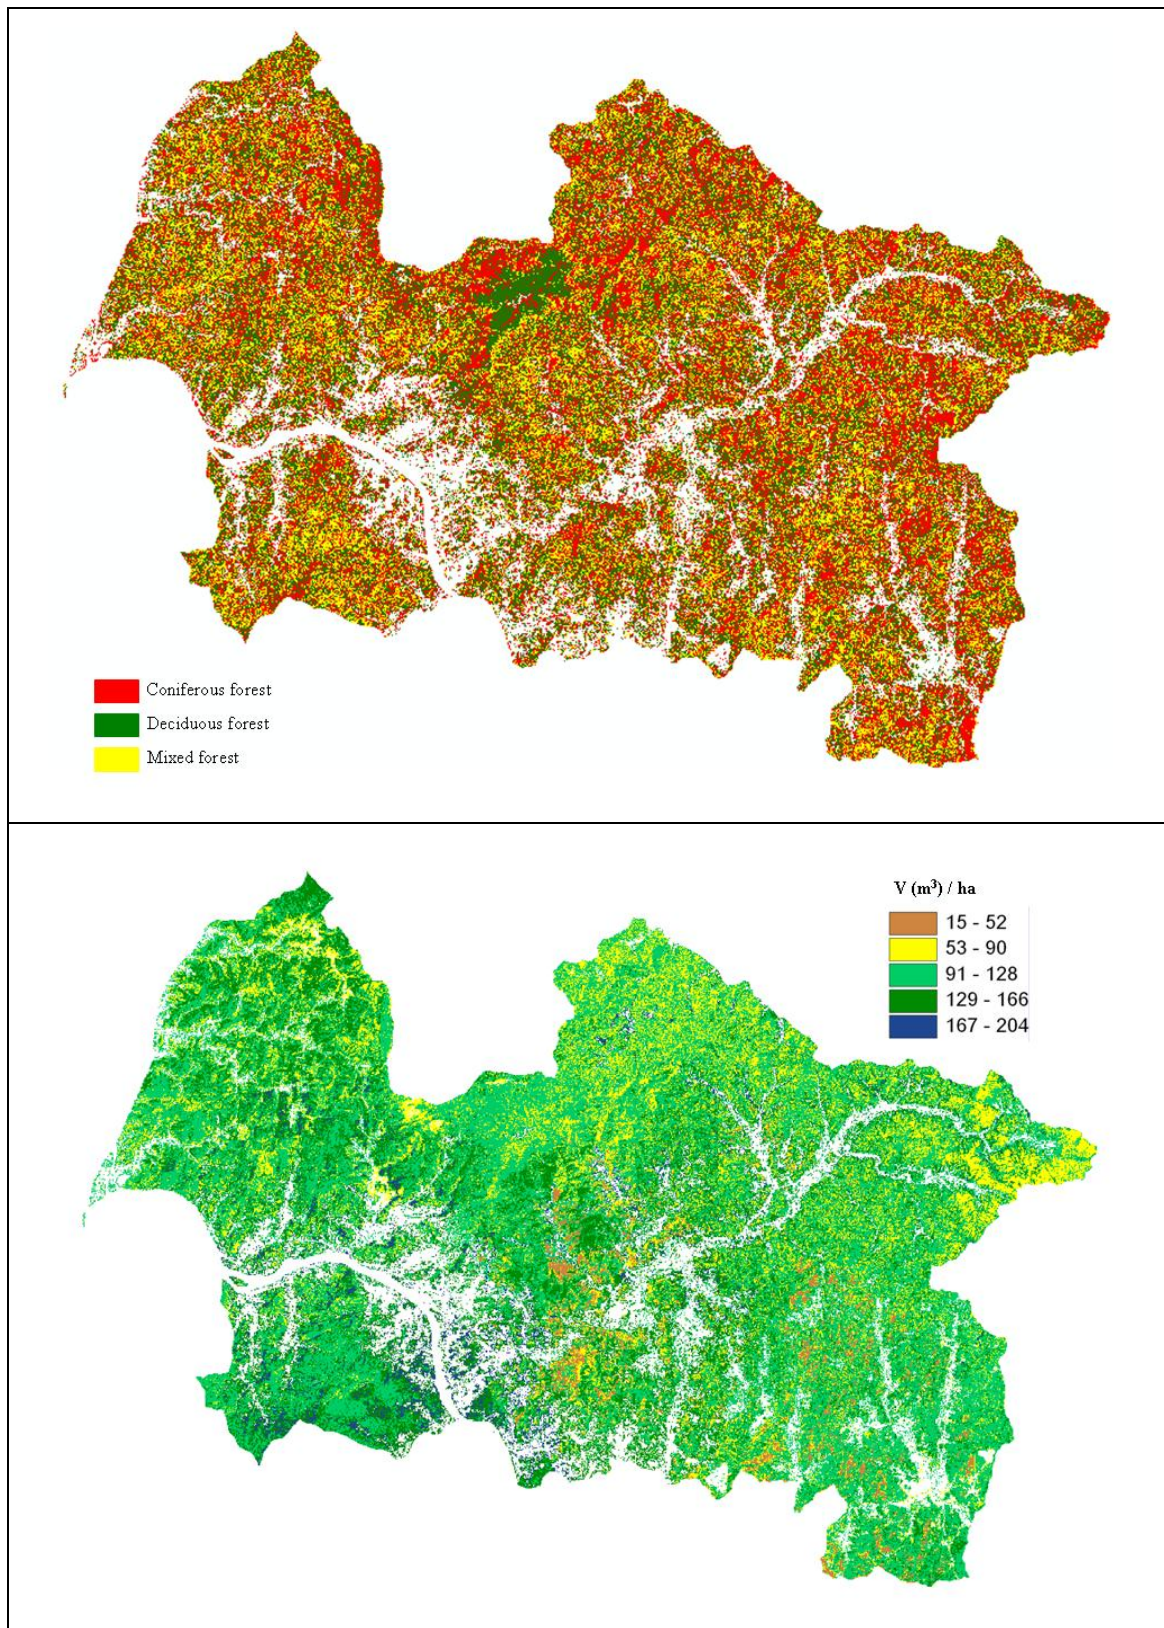 Coniferous forest
Deciduous forest
Mixed forest
V (m³) / ha
15 - 52
53 - 90
91 - 128
129 - 166
167 - 204